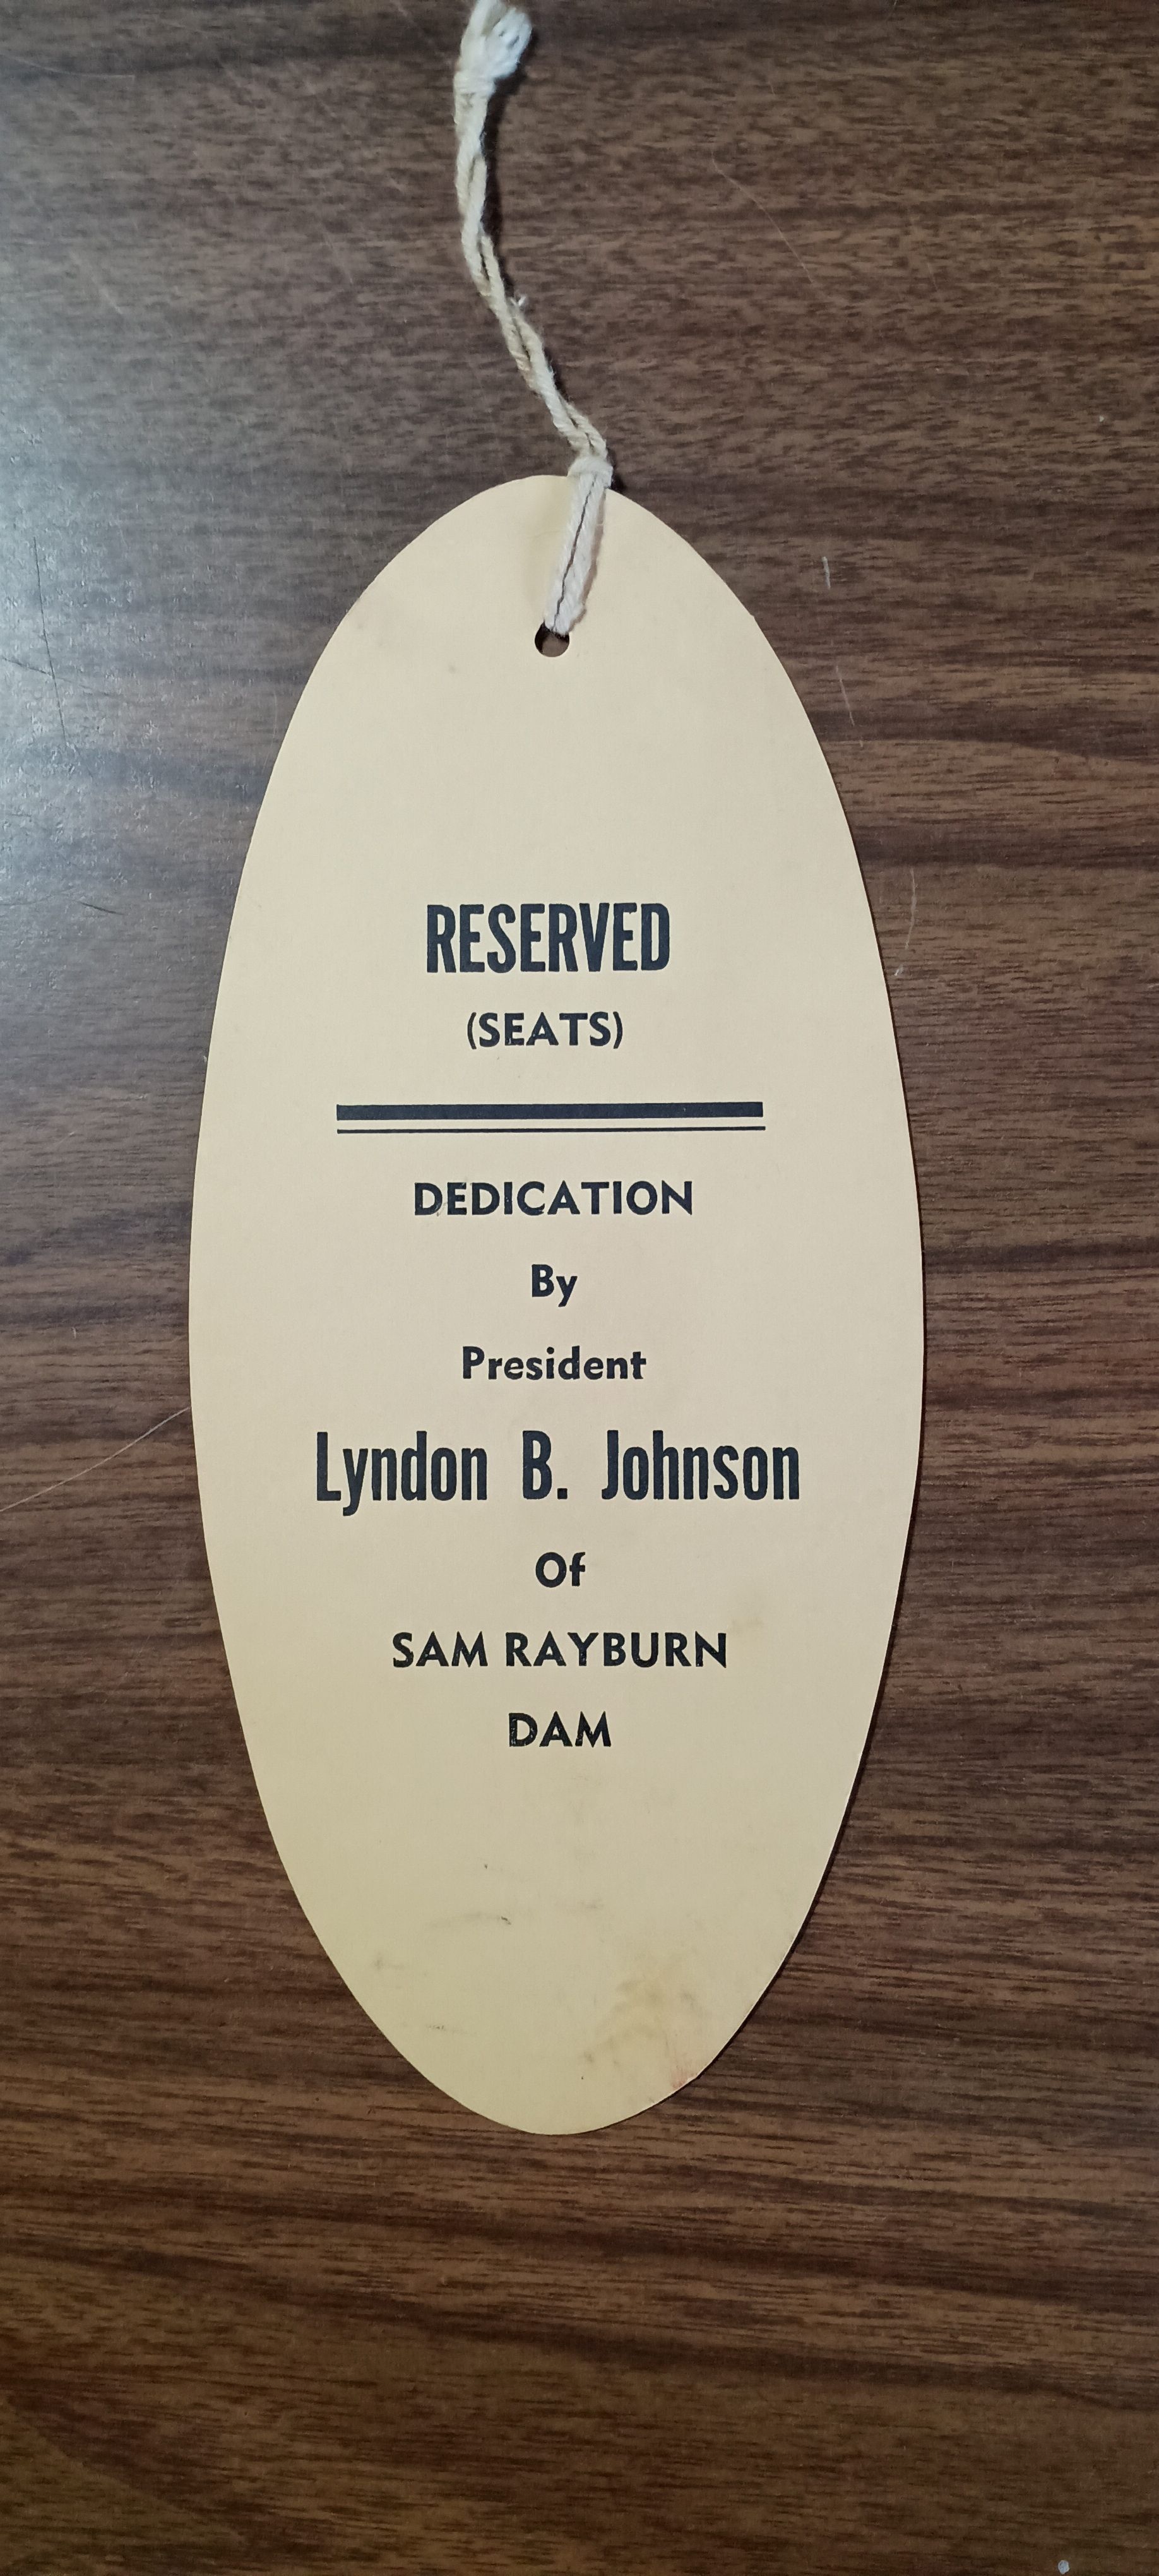 RESERVED
(SEATS)
DEDICATION
By
President
Lyndon B. Johnson
Of
SAM RAYBURN
DAM